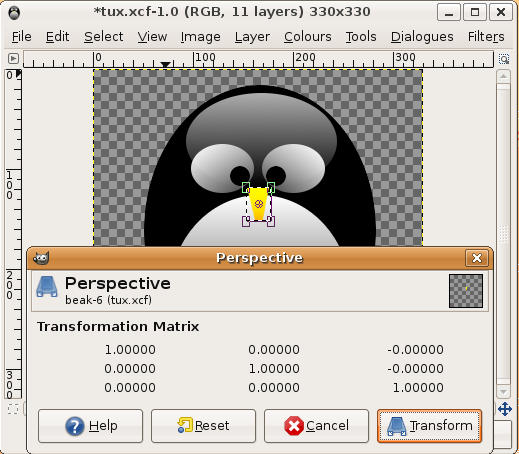 *tux.xcf-1.0 (RGB, 11 layers) 330x330
File Edit Select View Image Layer Colours Tools Dialogues Filters
0 100 200 300
0
100
200
300
Perspective
Perspective
beak-6 (tux.xcf)
Transformation Matrix
1.00000 0.00000 -0.00000
0.00000 1.00000 -0.00000
0.00000 0.00000 1.00000
Help Reset Cancel Transform